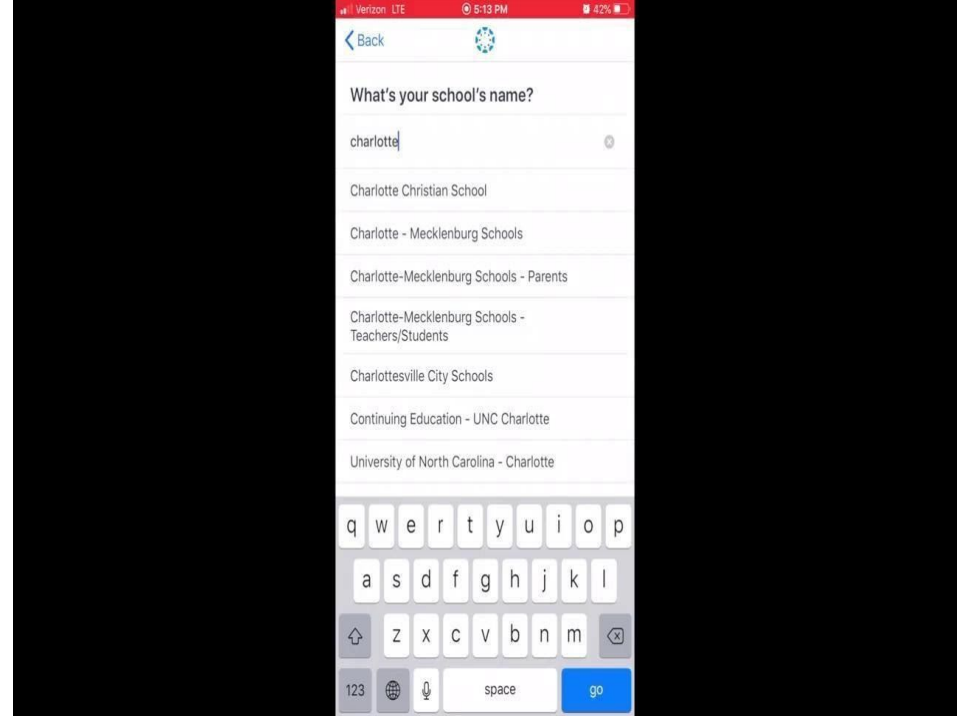 Verizon LTE 5:13 PM 42%
Back
What's your school's name?
charlotte
Charlotte Christian School
Charlotte - Mecklenburg Schools
Charlotte-Mecklenburg Schools - Parents
Charlotte-Mecklenburg Schools -
Teachers/Students
Charlottesville City Schools
Continuing Education - UNC Charlotte
University of North Carolina - Charlotte
q w e r t y u i o p
a s d f g h j k l
z x c v b n m
123 space go